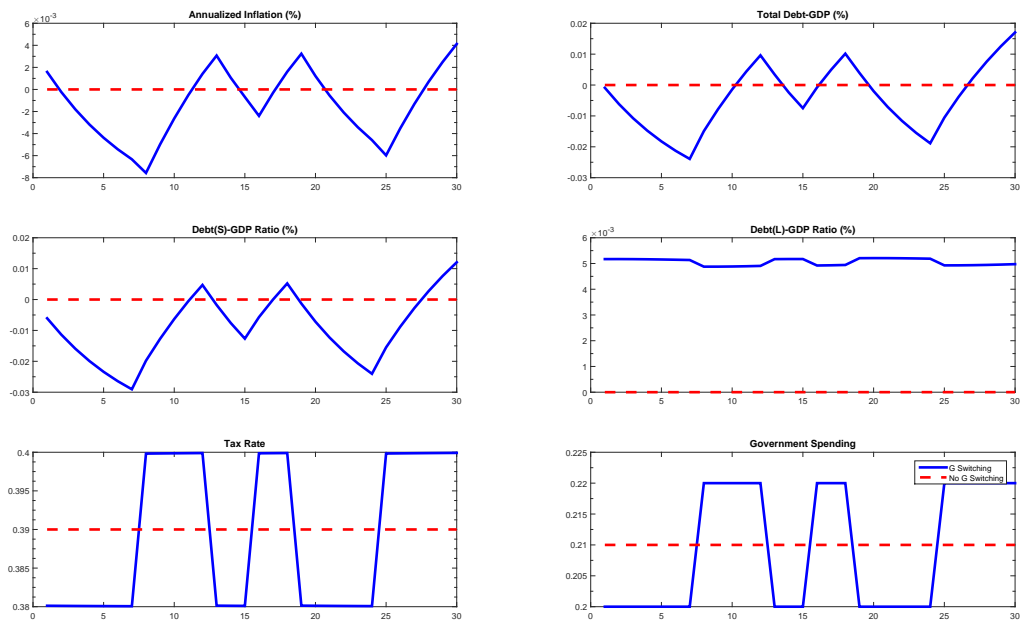 Annualized Inflation (%)
×10-3
6
4
2
0
-2
-4
-6
-8
0 5 10 15 20 25 30
Total Debt-GDP (%)
0.02
0.01
0
-0.01
-0.02
-0.03
0 5 10 15 20 25 30
Debt(S)-GDP Ratio (%)
0.02
0.01
0
-0.01
-0.02
-0.03
0 5 10 15 20 25 30
Debt(L)-GDP Ratio (%)
×10-3
6
5
4
3
2
1
0
0 5 10 15 20 25 30
Tax Rate
0.4
0.395
0.39
0.385
0.38
0 5 10 15 20 25 30
Government Spending
0.225
0.22
0.215
0.21
0.205
0.2
0 5 10 15 20 25 30
G Switching
No G Switching